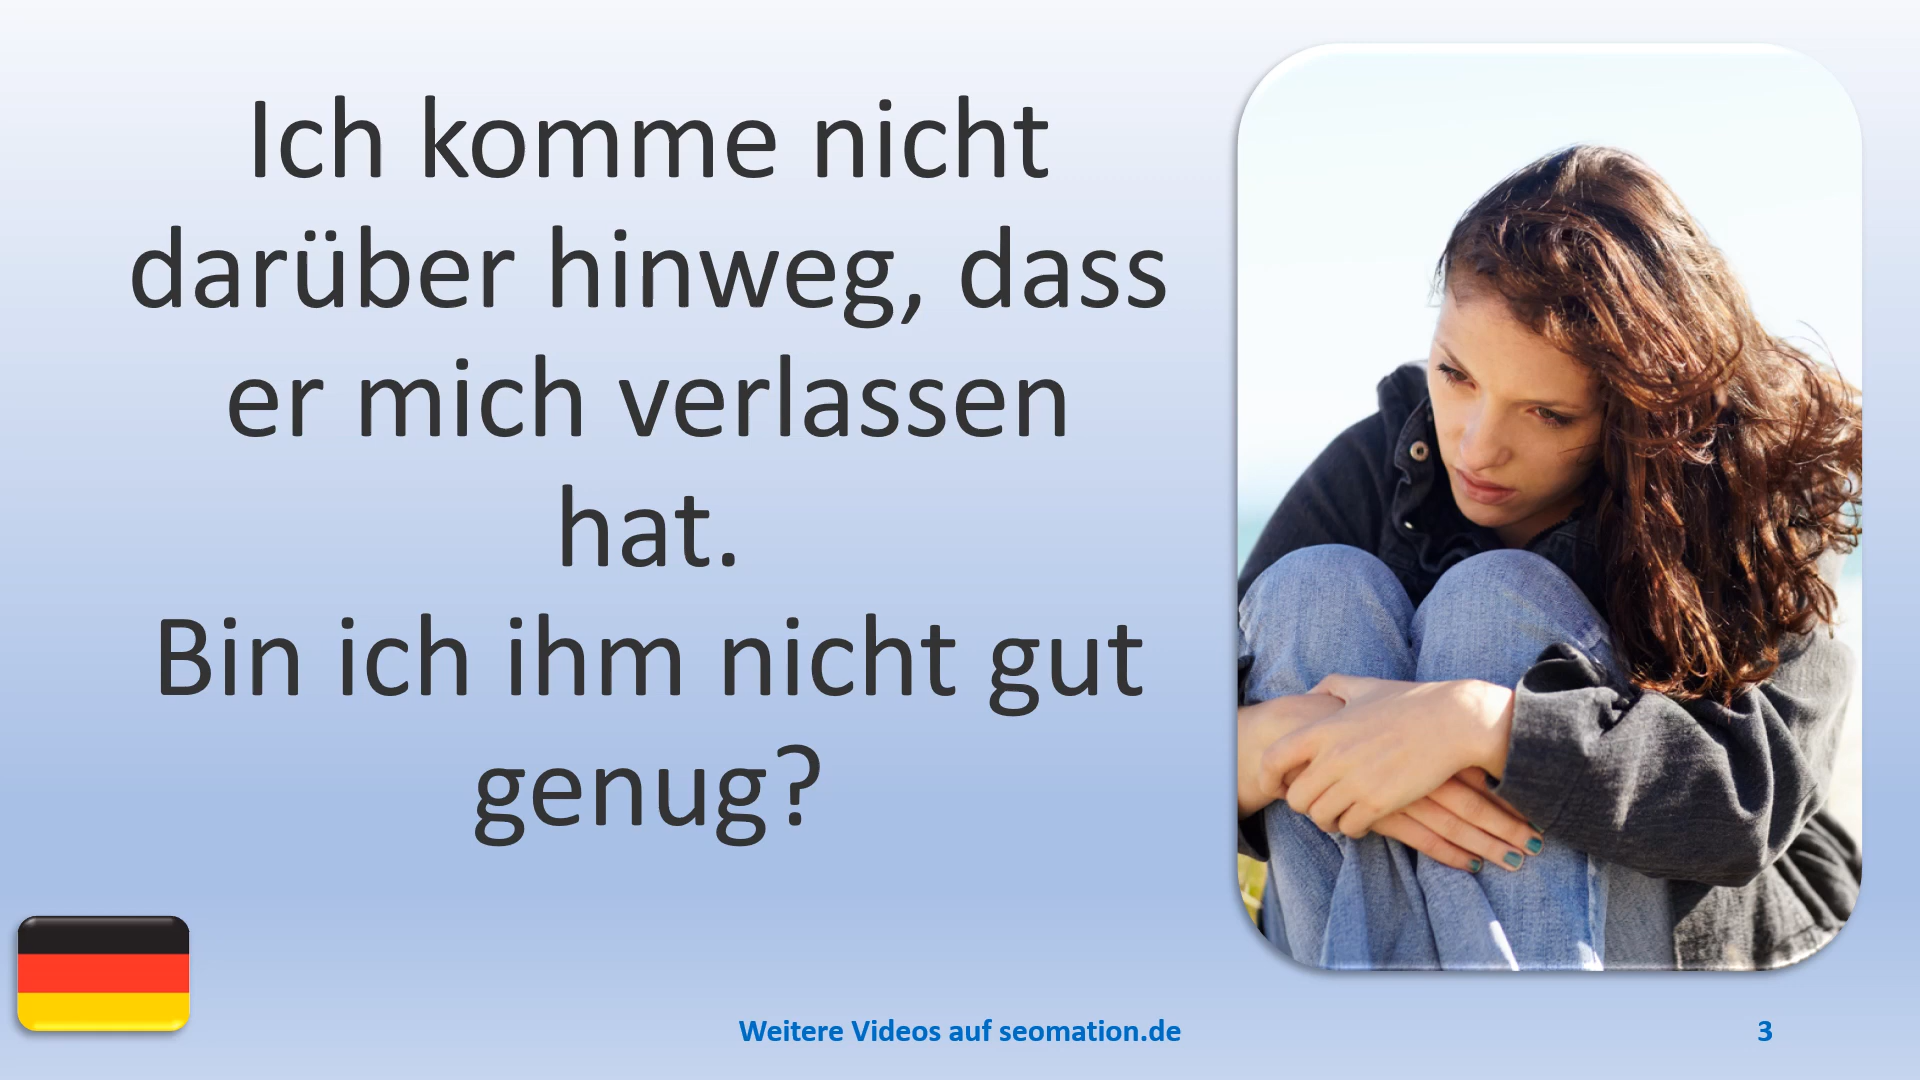 Ich komme nicht
darüber hinweg, dass
er mich verlassen
hat.
Bin ich ihm nicht gut
genug?
Weitere Videos auf seomation.de
3